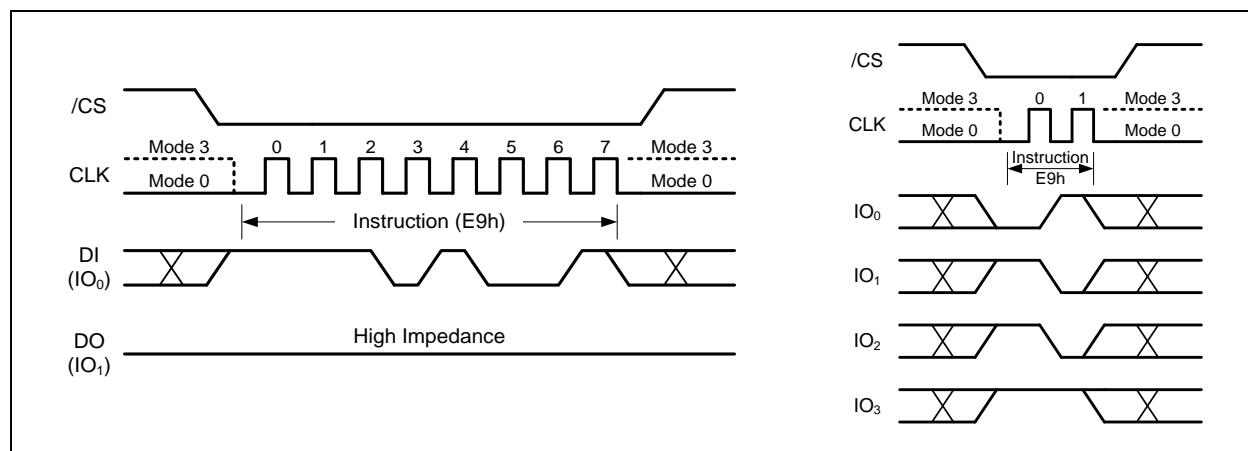 /CS
Mode 3 0 1 2 3 4 5 6 7 Mode 3
CLK
Mode 0 Mode 0
Instruction (E9h)
DI
(IO₀)
High Impedance
DO
(IO₁)
/CS
Mode 3 0 1 Mode 3
CLK
Mode 0 Mode 0
Instruction
E9h
IO₀
IO₁
IO₂
IO₃